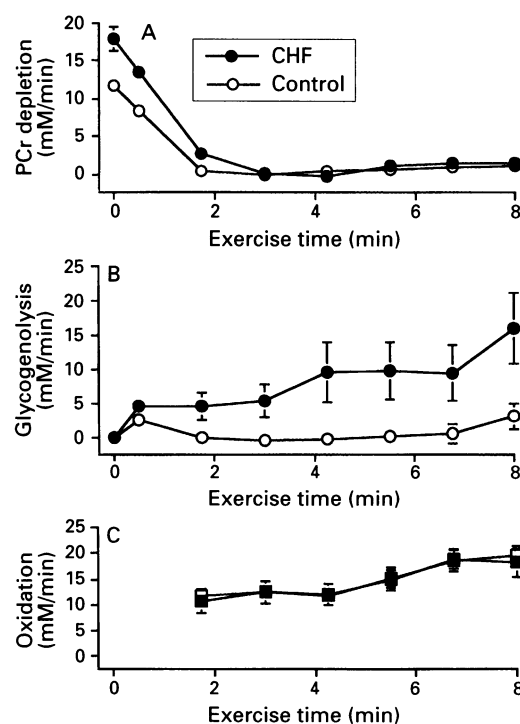 A
CHF
Control
PCr depletion
(mM/min)
20
15
10
5
0
0 2 4 6 8
Exercise time (min)
B
Glycogenolysis
(mM/min)
25
20
15
10
5
0
0 2 4 6 8
Exercise time (min)
C
Oxidation
(mM/min)
25
20
15
10
5
0
0 2 4 6 8
Exercise time (min)